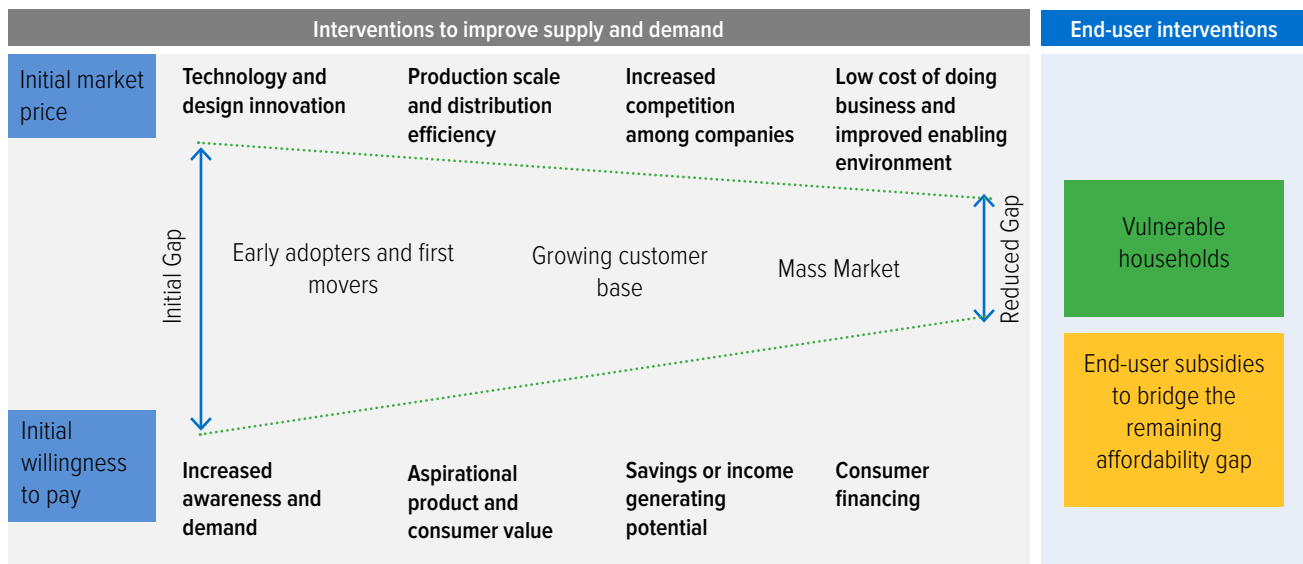 Interventions to improve supply and demand
End-user interventions
Initial market
price
Technology and
design innovation
Production scale
and distribution
efficiency
Increased
competition
among companies
Low cost of doing
business and
improved enabling
environment
Initial Gap
Early adopters and first
movers
Growing customer
base
Mass Market
Reduced Gap
Vulnerable
households
End-user subsidies
to bridge the
remaining
affordability gap
Initial
willingness
to pay
Increased
awareness and
demand
Aspirational
product and
consumer value
Savings or income
generating
potential
Consumer
financing